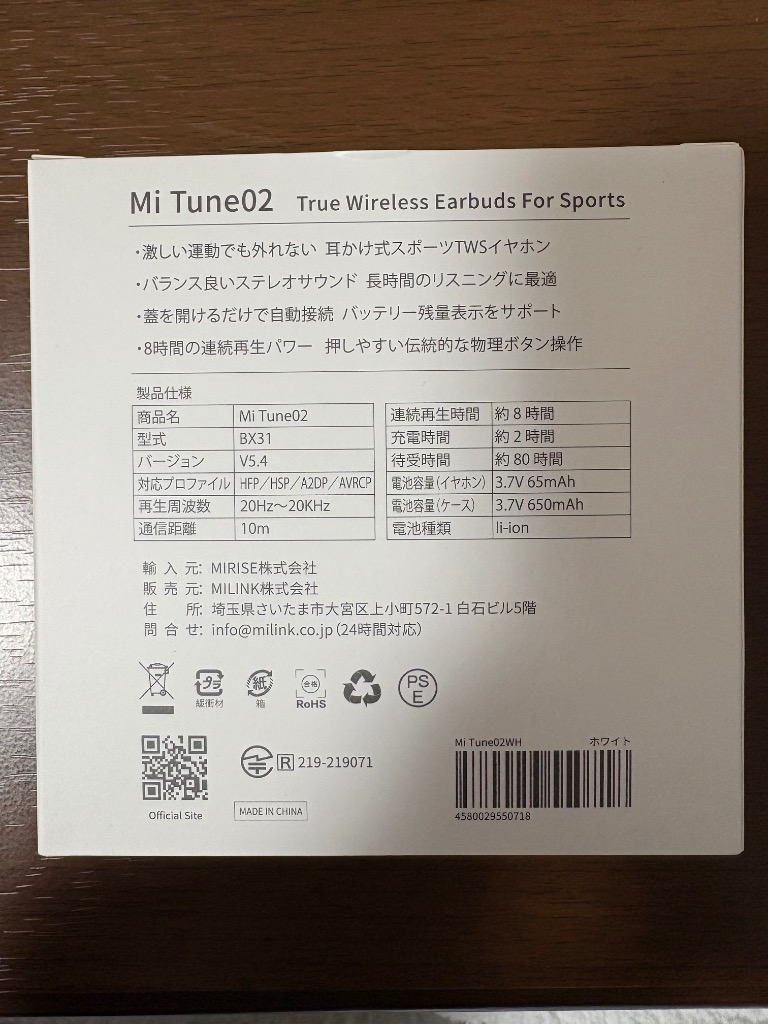 Mi Tune02 True Wireless Earbuds For Sports
・激しい運動でも外れない 耳かけ式スポーツTWSイヤホン
・バランス良いステレオサウンド 長時間のリスニングに最適
・蓋を開けるだけで自動接続 バッテリー残量表示をサポート
・8時間の連続再生パワー 押しやすい伝統的な物理ボタン操作
製品仕様
商品名 Mi Tune02
型式 BX31
バージョン V5.4
対応プロファイル HFP/HSP/A2DP/AVRCP
再生周波数 20Hz〜20KHz
通信距離 10m
連続再生時間 約8時間
充電時間 約2時間
待受時間 約80時間
電池容量(イヤホン) 3.7V 65mAh
電池容量(ケース) 3.7V 650mAh
電池種類 li-ion
輸入元: MIRISE株式会社
販売元: MILINK株式会社
住所: 埼玉県さいたま市大宮区上小町572-1 白石ビル5階
問合せ: info@milink.co.jp(24時間対応)
プラ
緩衝材
紙
箱
合格
RoHS
PS
E
Official Site
R 219-219071
MADE IN CHINA
Mi Tune02WH ホワイト
4580029550718